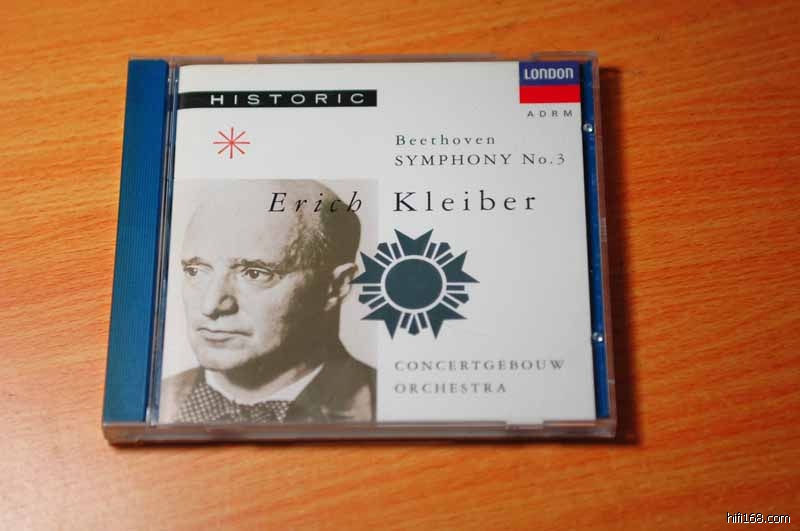 HISTORIC
LONDON
ADRM
Beethoven
SYMPHONY No.3
Erich Kleiber
CONCERTGEBOUW
ORCHESTRA
hifi168.com